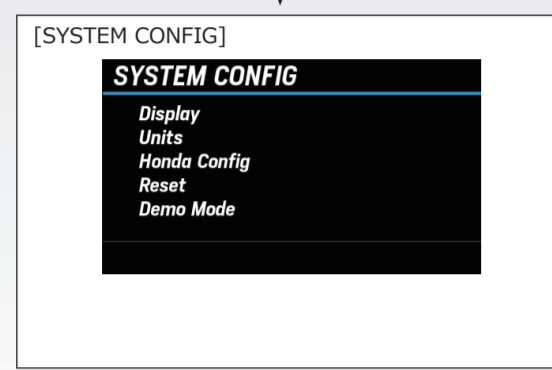 [SYSTEM CONFIG]
SYSTEM CONFIG
Display
Units
Honda Config
Reset
Demo Mode